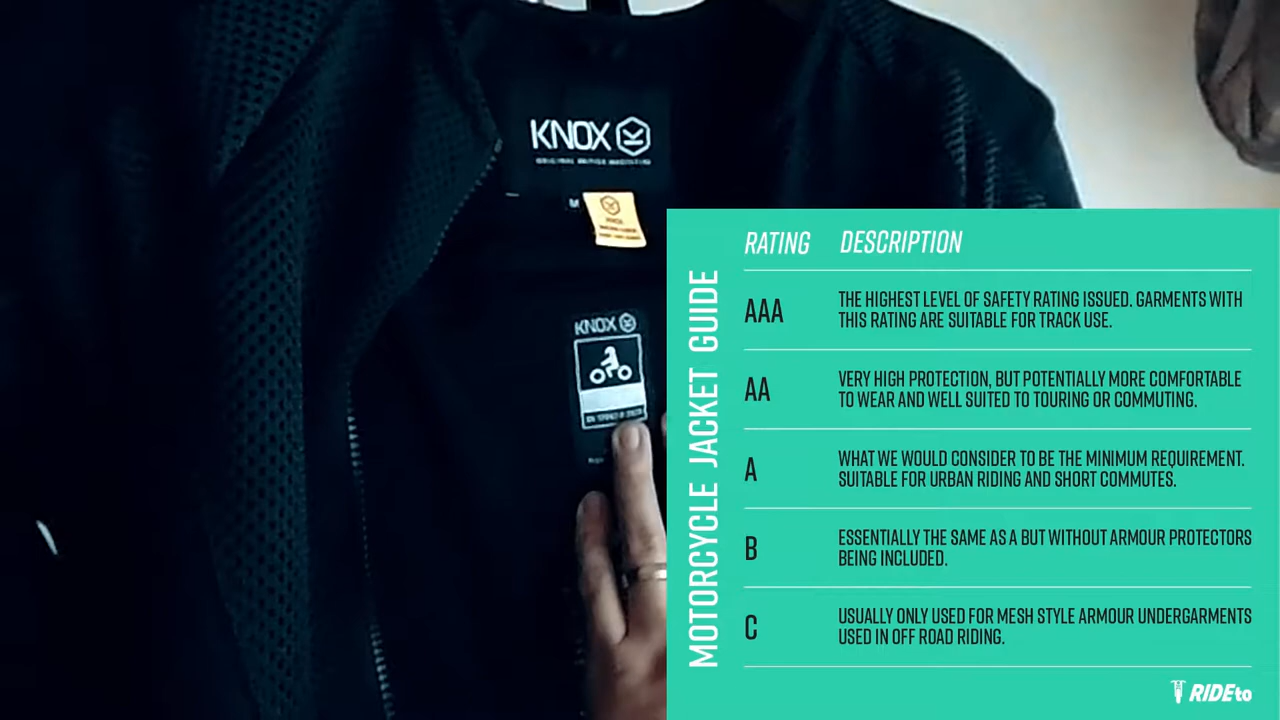 KNOX
M
KNOX
MOTORCYCLE JACKET GUIDE
RATING DESCRIPTION
AAA
THE HIGHEST LEVEL OF SAFETY RATING ISSUED. GARMENTS WITH
THIS RATING ARE SUITABLE FOR TRACK USE.
AA
VERY HIGH PROTECTION, BUT POTENTIALLY MORE COMFORTABLE
TO WEAR AND WELL SUITED TO TOURING OR COMMUTING.
A
WHAT WE WOULD CONSIDER TO BE THE MINIMUM REQUIREMENT.
SUITABLE FOR URBAN RIDING AND SHORT COMMUTES.
B
ESSENTIALLY THE SAME AS A BUT WITHOUT ARMOUR PROTECTORS
BEING INCLUDED.
C
USUALLY ONLY USED FOR MESH STYLE ARMOUR UNDERGARMENTS
USED IN OFF ROAD RIDING.
RIDEto